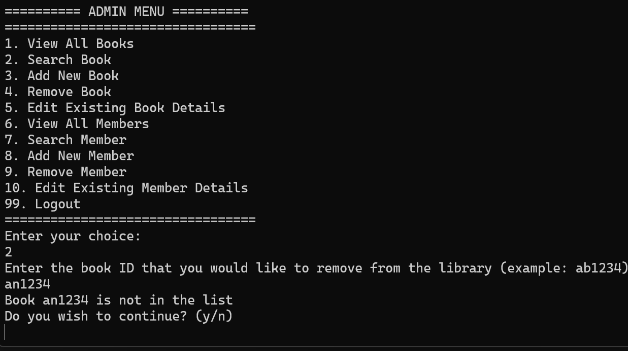 ========== ADMIN MENU ==========
=================================
1. View All Books
2. Search Book
3. Add New Book
4. Remove Book
5. Edit Existing Book Details
6. View All Members
7. Search Member
8. Add New Member
9. Remove Member
10. Edit Existing Member Details
99. Logout
=================================
Enter your choice:
2
Enter the book ID that you would like to remove from the library (example: ab1234)
an1234
Book an1234 is not in the list
Do you wish to continue? (y/n)